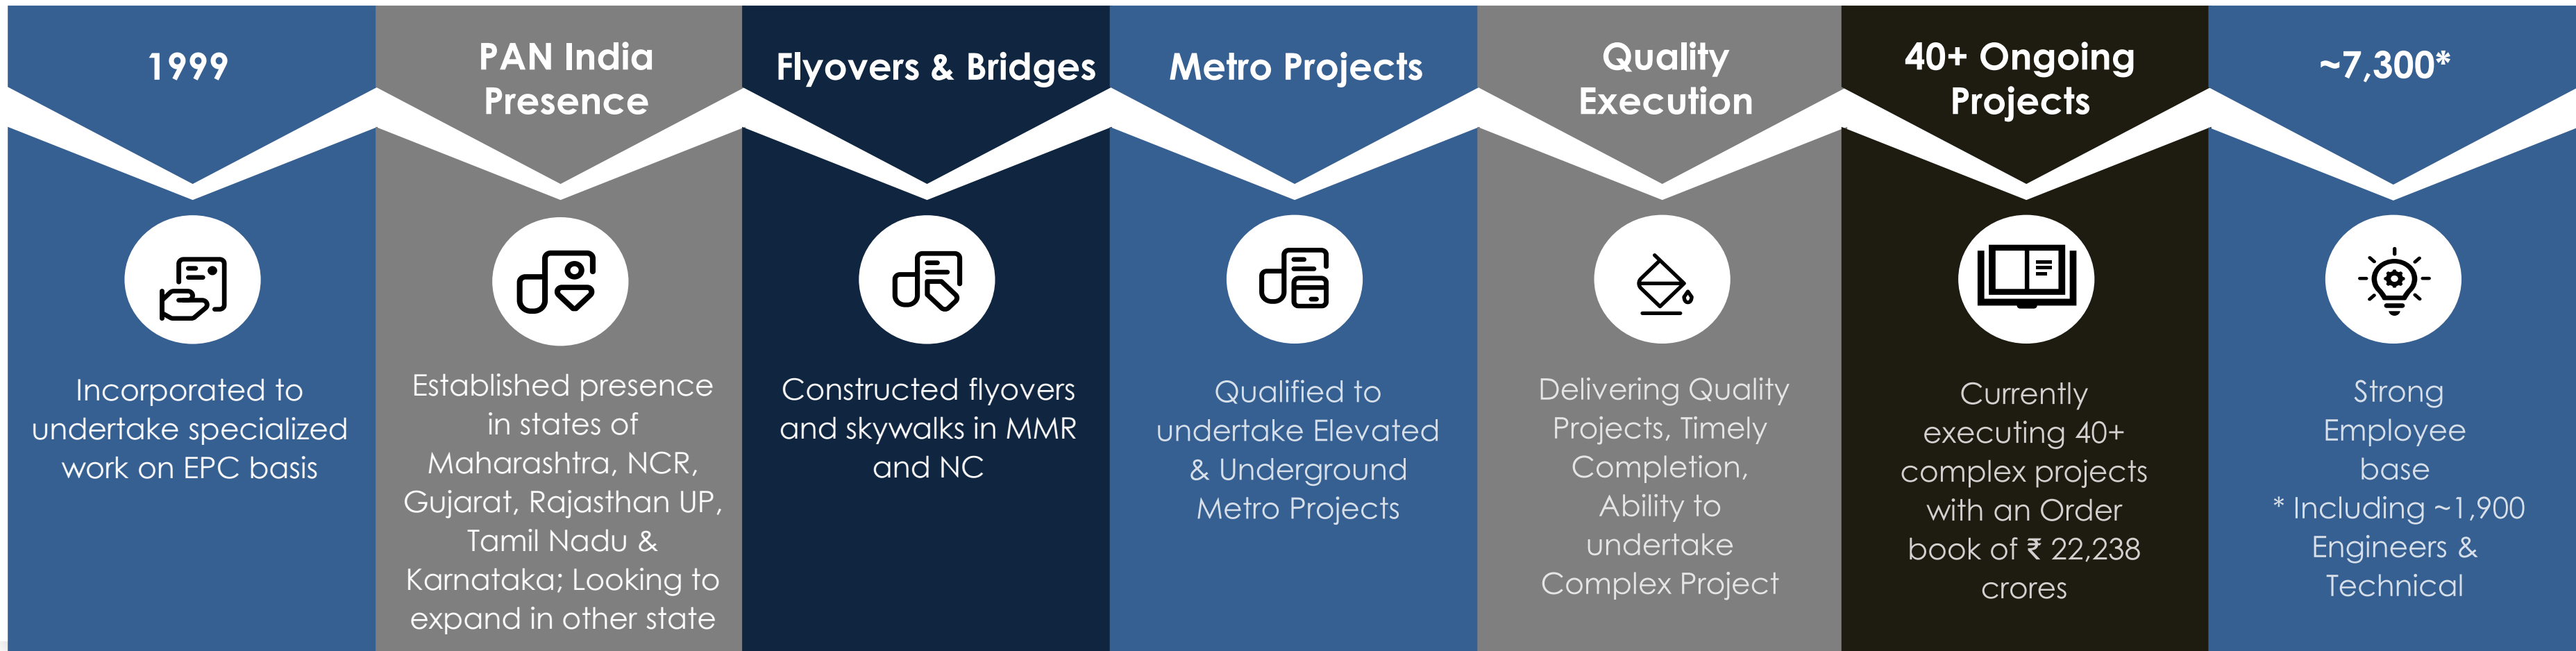 1999
Incorporated to
undertake specialized
work on EPC basis
PAN India
Presence
Established presence
in states of
Maharashtra, NCR,
Gujarat, Rajasthan UP,
Tamil Nadu &
Karnataka; Looking to
expand in other state
Flyovers & Bridges
Constructed flyovers
and skywalks in MMR
and NC
Metro Projects
Qualified to
undertake Elevated
& Underground
Metro Projects
Quality
Execution
Delivering Quality
Projects, Timely
Completion,
Ability to
undertake
Complex Project
40+ Ongoing
Projects
Currently
executing 40+
complex projects
with an Order
book of ₹ 22,238
crores
~7,300*
Strong
Employee
base
* Including ~1,900
Engineers &
Technical